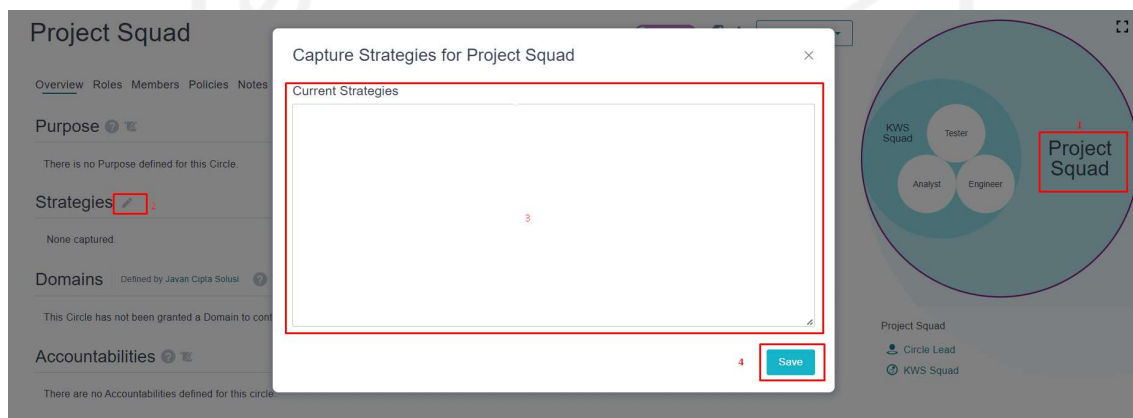 Project Squad
Overview Roles Members Policies Notes
Purpose
There is no Purpose defined for this Circle.
Strategies 2
None captured.
Domains Defined by Javan Cipta Solusi
This Circle has not been granted a Domain to cont
Accountabilities
There are no Accountabilities defined for this circle
Capture Strategies for Project Squad ×
Current Strategies
3
4 Save
1
KWS
Squad
Tester
Analyst
Engineer
Project
Squad
Project Squad
Circle Lead
KWS Squad